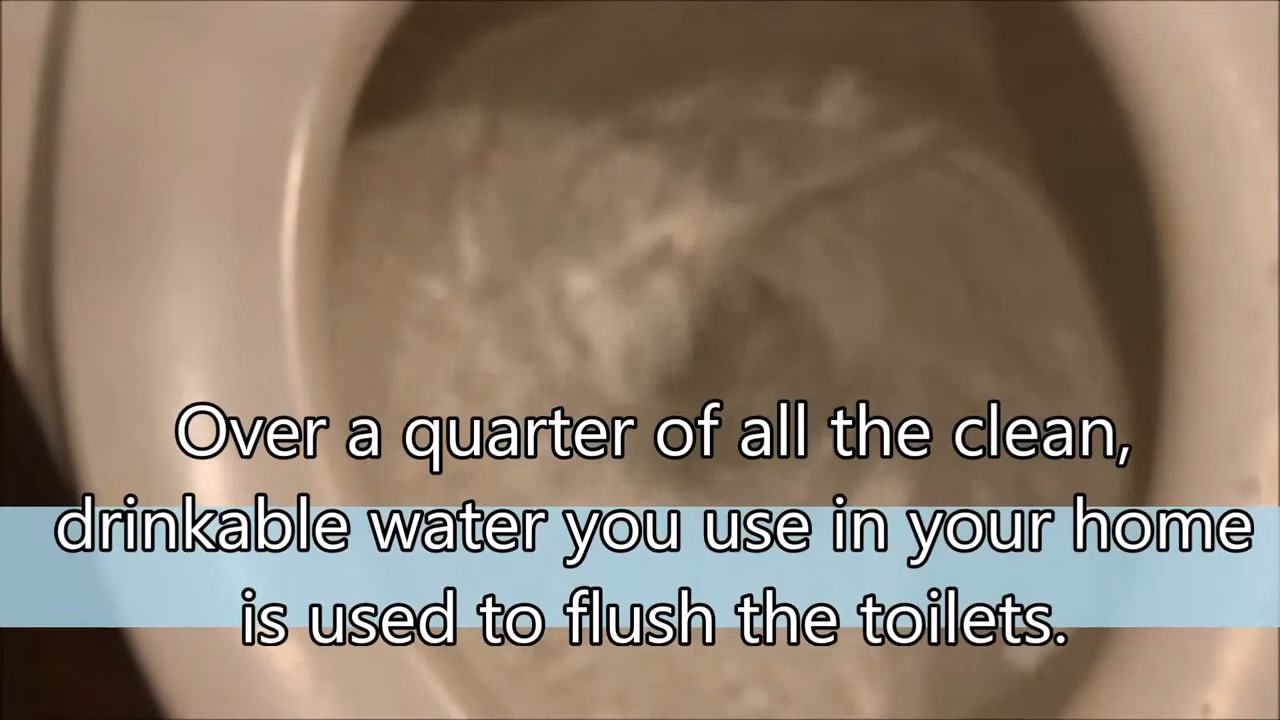 Over a quarter of all the clean,
drinkable water you use in your home
is used to flush the toilets.